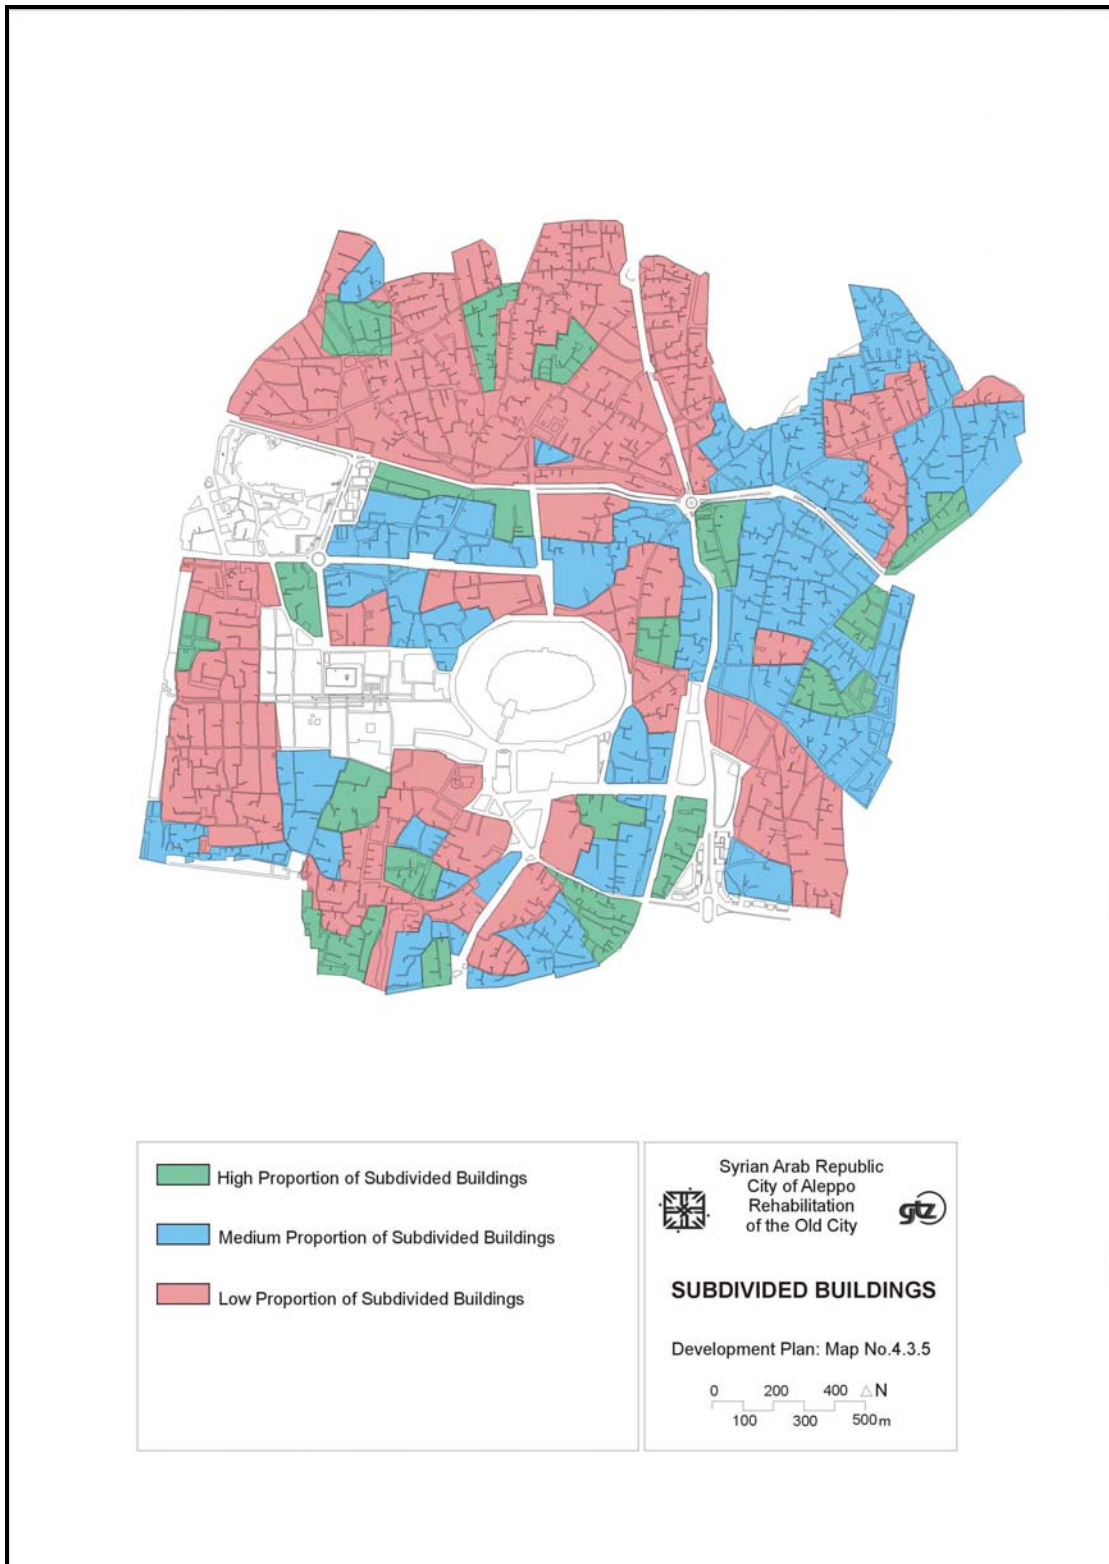 High Proportion of Subdivided Buildings
Medium Proportion of Subdivided Buildings
Low Proportion of Subdivided Buildings
Syrian Arab Republic
City of Aleppo
Rehabilitation
of the Old City
gtz
SUBDIVIDED BUILDINGS
Development Plan: Map No.4.3.5
0 200 400 △N
100 300 500m